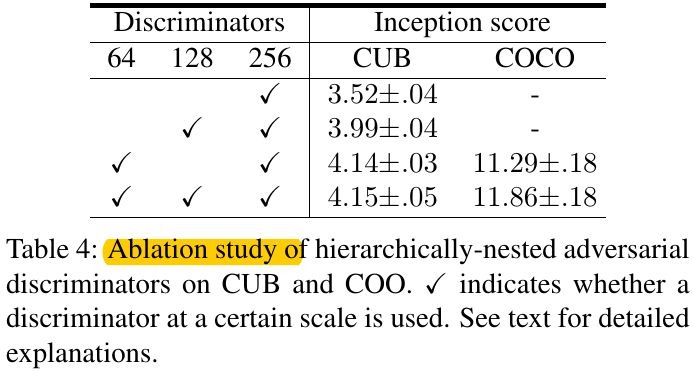 Discriminators Inception score
64 128 256 CUB COCO
✓ 3.52±.04 -
✓ ✓ 3.99±.04 -
✓ ✓ 4.14±.03 11.29±.18
✓ ✓ ✓ 4.15±.05 11.86±.18
Table 4: Ablation study of hierarchically-nested adversarial
discriminators on CUB and COO. ✓ indicates whether a
discriminator at a certain scale is used. See text for detailed
explanations.